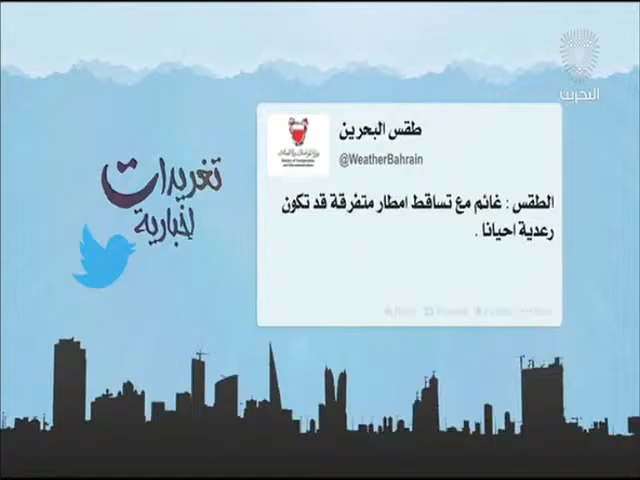 البحرين
طقس البحرين
@WeatherBahrain
تغريدات
إخبارية
الطقس : غائم مع تساقط امطار متفرقة قد تكون
رعدية احيانا .